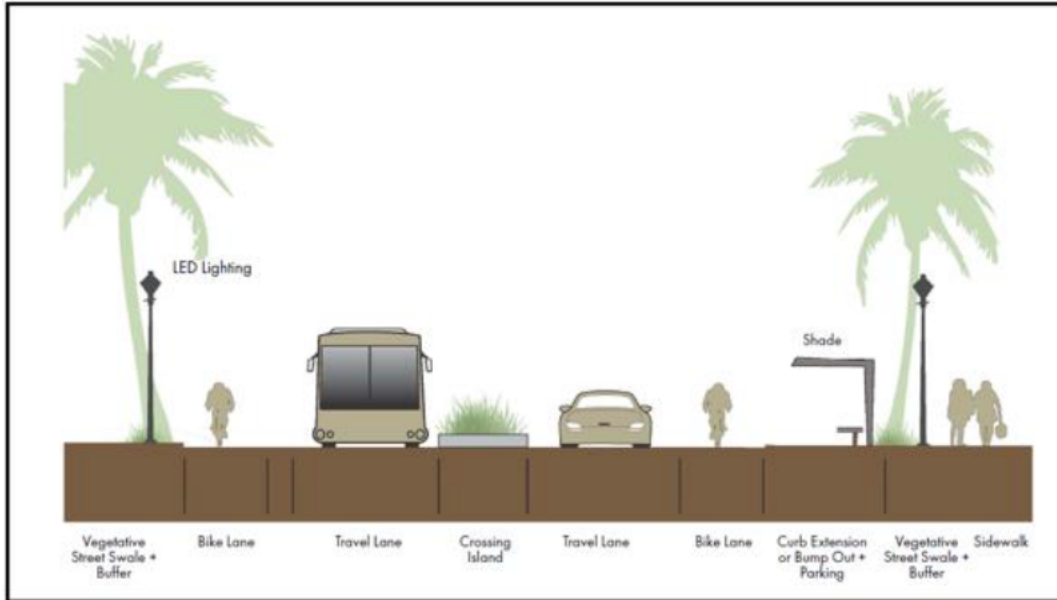 LED Lighting
Shade
Vegetative
Street Swale +
Buffer
Bike Lane
Travel Lane
Crossing
Island
Travel Lane
Bike Lane
Curb Extension
or Bump Out +
Parking
Vegetative
Street Swale +
Buffer
Sidewalk